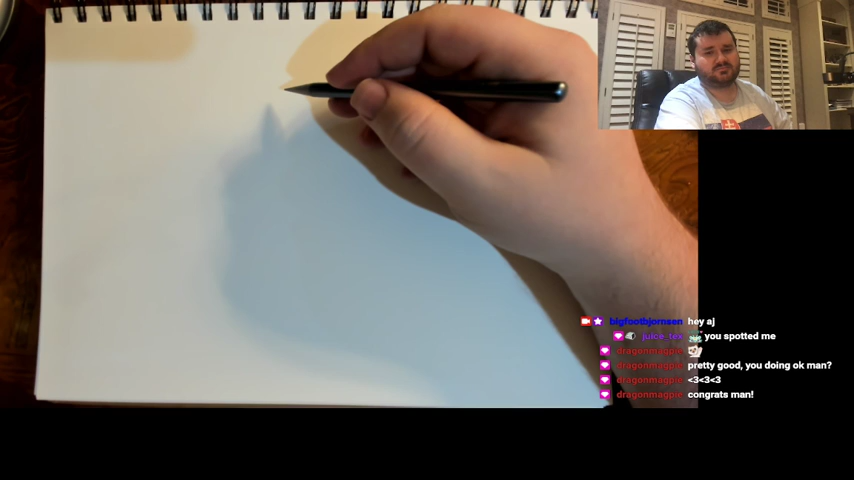 bigfootbjornsen hey aj
juice_tex you spotted me
dragonmagpie
dragonmagpie pretty good, you doing ok man?
dragonmagpie <3<3<3
dragonmagpie congrats man!